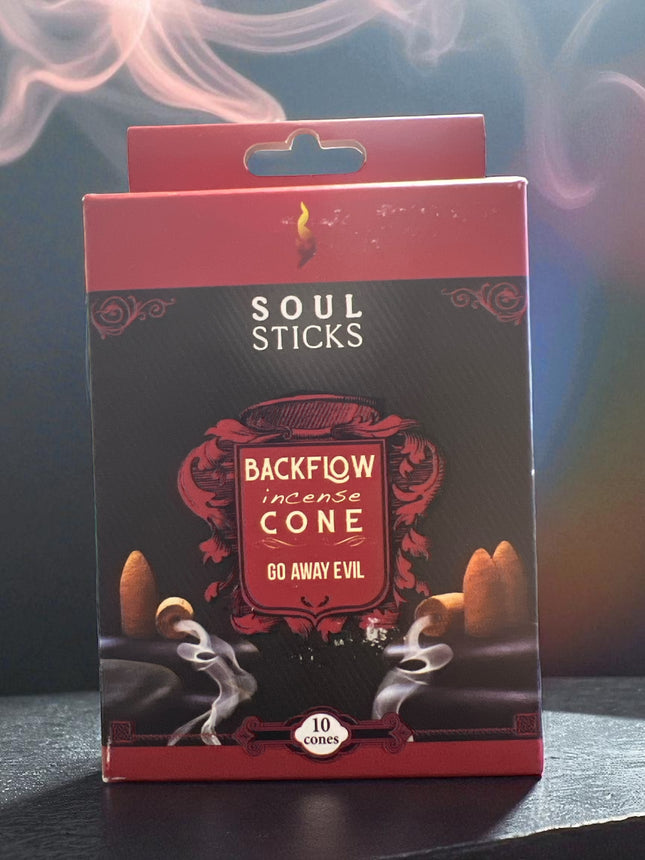 SOUL
STICKS
BACKFLOW
incense
CONE
GO AWAY EVIL
10
cones